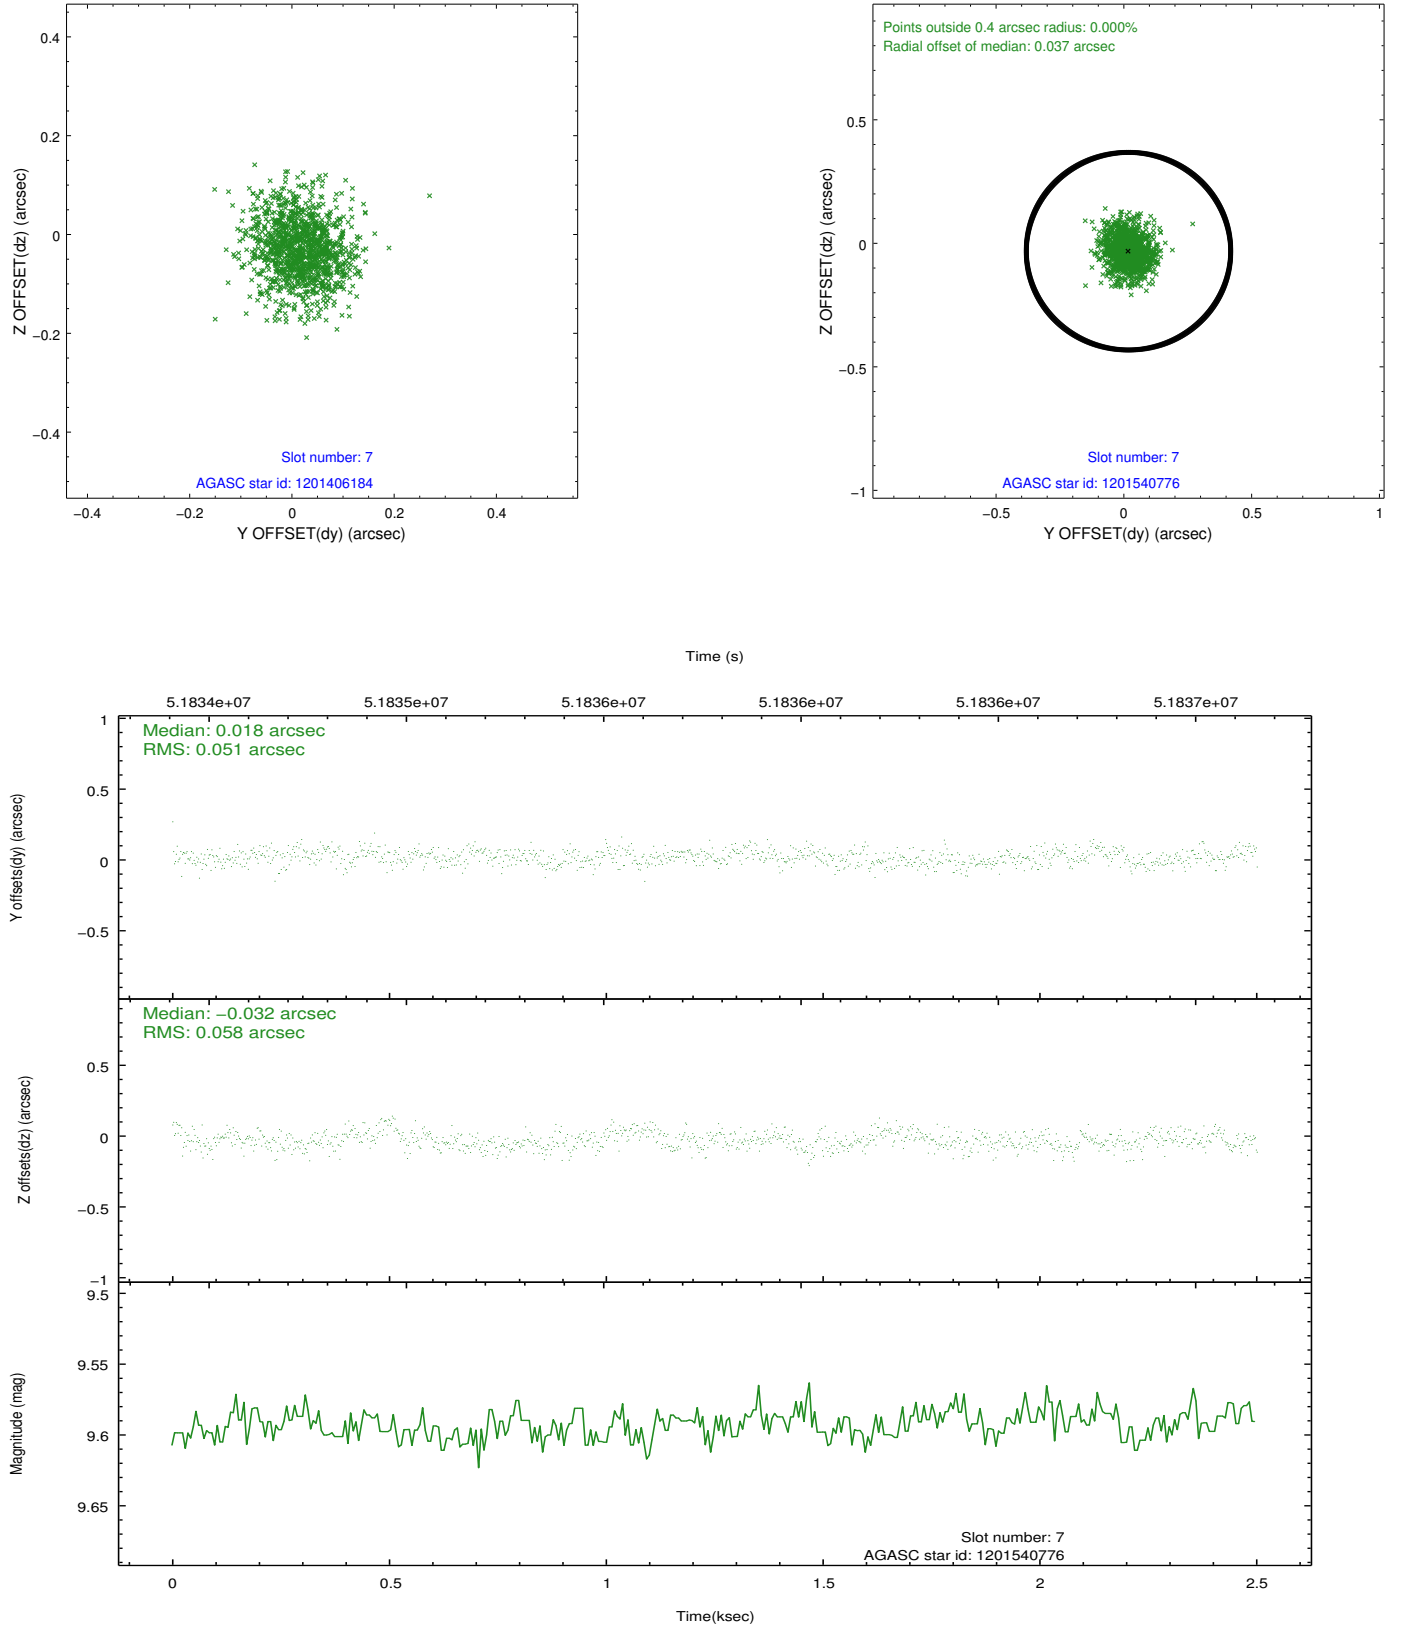 0.4
0.2
0
−0.2
−0.4
Z OFFSET(dz) (arcsec)
Slot number: 7
AGASC star id: 1201406184
−0.4 −0.2 0 0.2 0.4
Y OFFSET(dy) (arcsec)
Points outside 0.4 arcsec radius: 0.000%
Radial offset of median: 0.037 arcsec
0.5
0
−0.5
−1
Z OFFSET(dz) (arcsec)
Slot number: 7
AGASC star id: 1201540776
−0.5 0 0.5 1
Y OFFSET(dy) (arcsec)
Time (s)
5.1834e+07 5.1835e+07 5.1836e+07 5.1836e+07 5.1836e+07 5.1837e+07
Median: 0.018 arcsec
RMS: 0.051 arcsec
1
0.5
0
−0.5
Y offsets(dy) (arcsec)
Median: −0.032 arcsec
RMS: 0.058 arcsec
0.5
0
−0.5
−1
Z offsets(dz) (arcsec)
9.5
9.55
9.6
9.65
Magnitude (mag)
Slot number: 7
AGASC star id: 1201540776
0 0.5 1 1.5 2 2.5
Time(ksec)